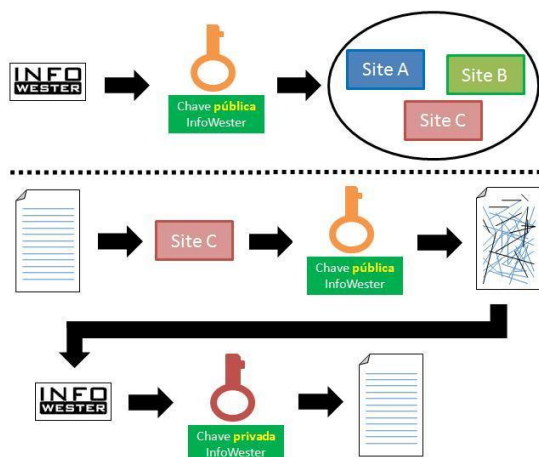 INFO
WESTER
Chave pública
InfoWester
Site A
Site B
Site C
Site C
Chave pública
InfoWester
INFO
WESTER
Chave privada
InfoWester